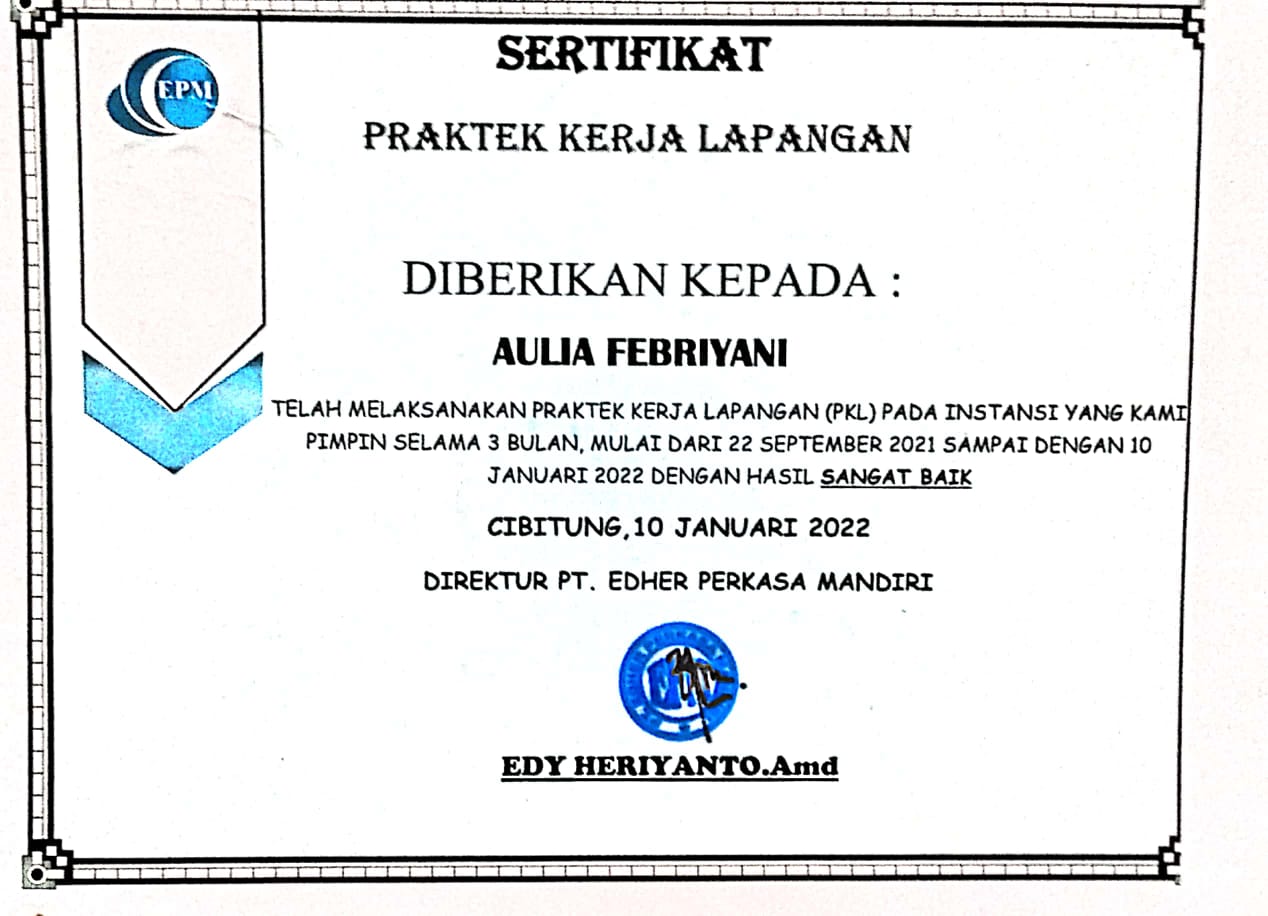 EPM
SERTIFIKAT
PRAKTEK KERJA LAPANGAN
DIBERIKAN KEPADA :
AULIA FEBRIYANI
TELAH MELAKSANAKAN PRAKTEK KERJA LAPANGAN (PKL) PADA INSTANSI YANG KAMI
PIMPIN SELAMA 3 BULAN, MULAI DARI 22 SEPTEMBER 2021 SAMPAI DENGAN 10
JANUARI 2022 DENGAN HASIL SANGAT BAIK
CIBITUNG,10 JANUARI 2022
DIREKTUR PT. EDHER PERKASA MANDIRI
EDY HERIYANTO.Amd